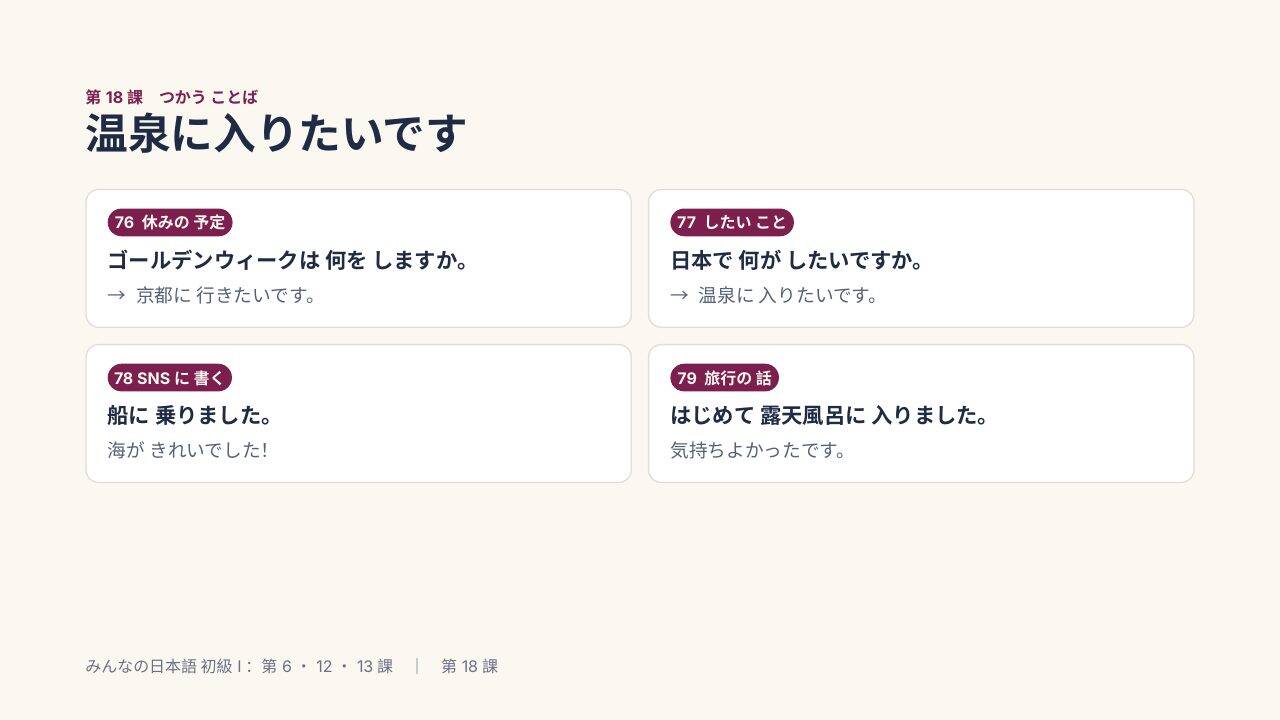 第 18 課　つかう ことば
温泉に入りたいです
76 休みの 予定
ゴールデンウィークは 何を しますか。
→ 京都に 行きたいです。
77 したい こと
日本で 何が したいですか。
→ 温泉に 入りたいです。
78 SNS に 書く
船に 乗りました。
海が きれいでした！
79 旅行の 話
はじめて 露天風呂に 入りました。
気持ちよかったです。
みんなの日本語 初級 I： 第 6 ・ 12 ・ 13 課　｜　第 18 課